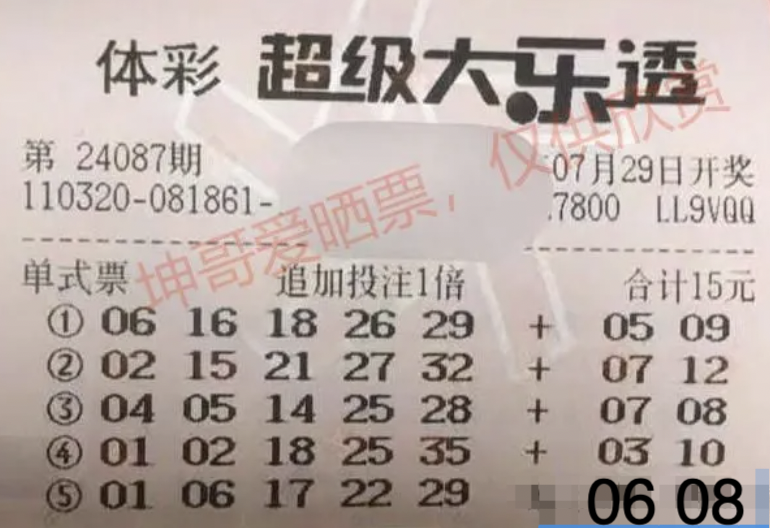 体彩 超级大乐透
第 24087期 07月29日开奖
110320-081861- .7800 LL9VQQ
坤哥爱晒票，仅供欣赏
单式票 追加投注1倍 合计15元
① 06 16 18 26 29 + 05 09
② 02 15 21 27 32 + 07 12
③ 04 05 14 25 28 + 07 08
④ 01 02 18 25 35 + 03 10
⑤ 01 06 17 22 29 06 08